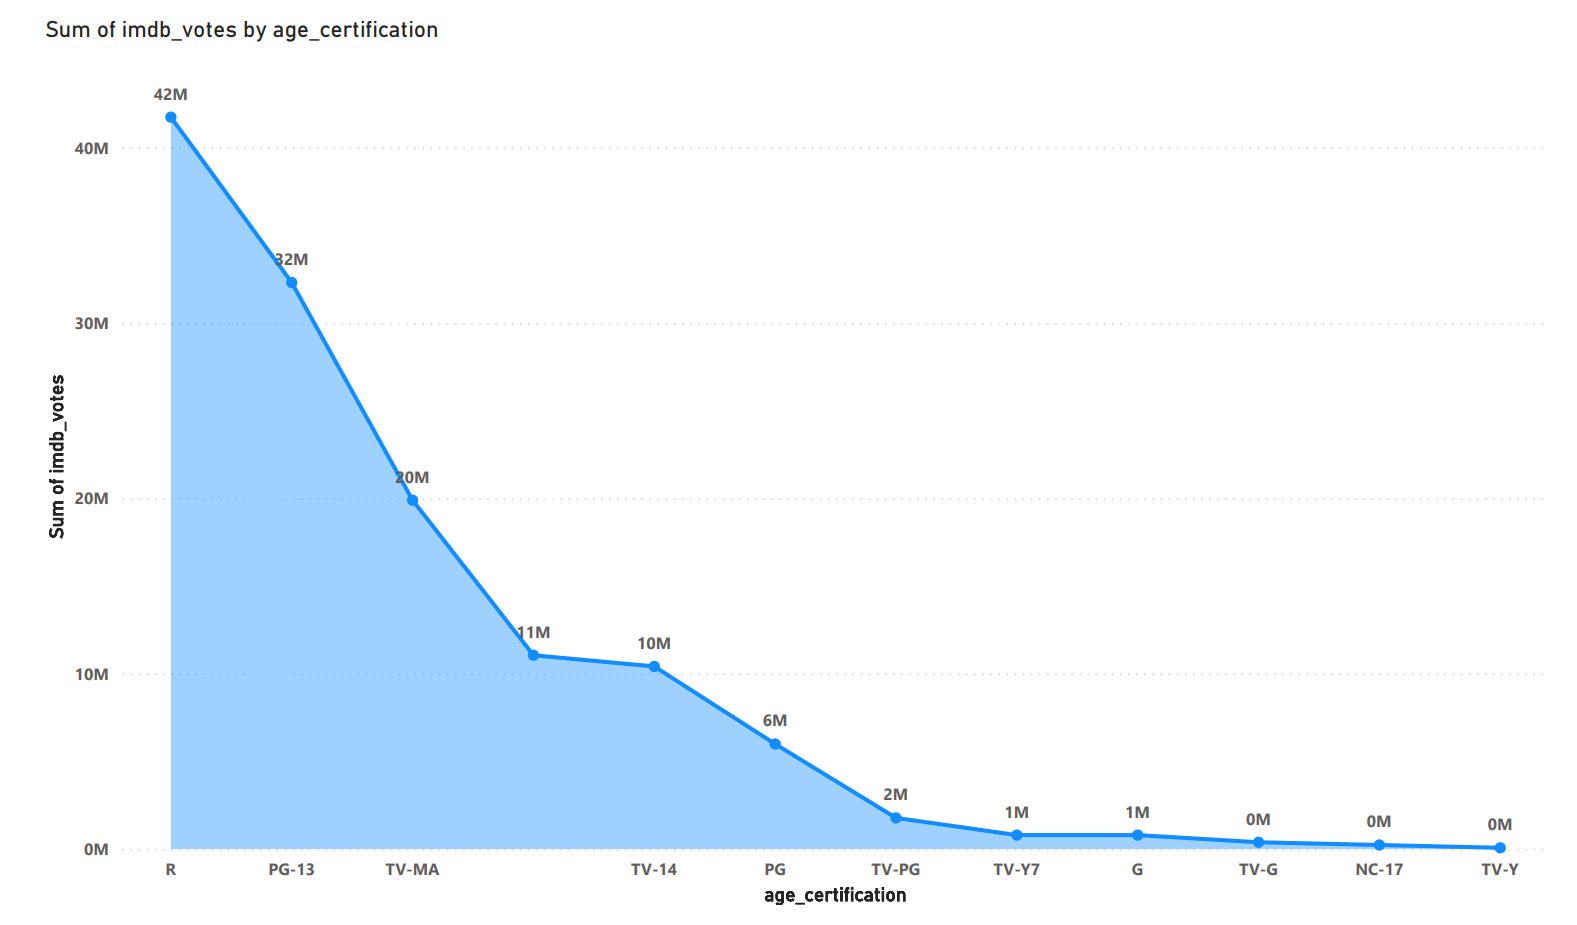 Sum of imdb_votes by age_certification
42M
40M
32M
30M
20M
20M
11M
10M
10M
6M
2M
1M
1M
0M
0M
0M
0M
Sum of imdb_votes
R PG-13 TV-MA TV-14 PG TV-PG TV-Y7 G TV-G NC-17 TV-Y
age_certification